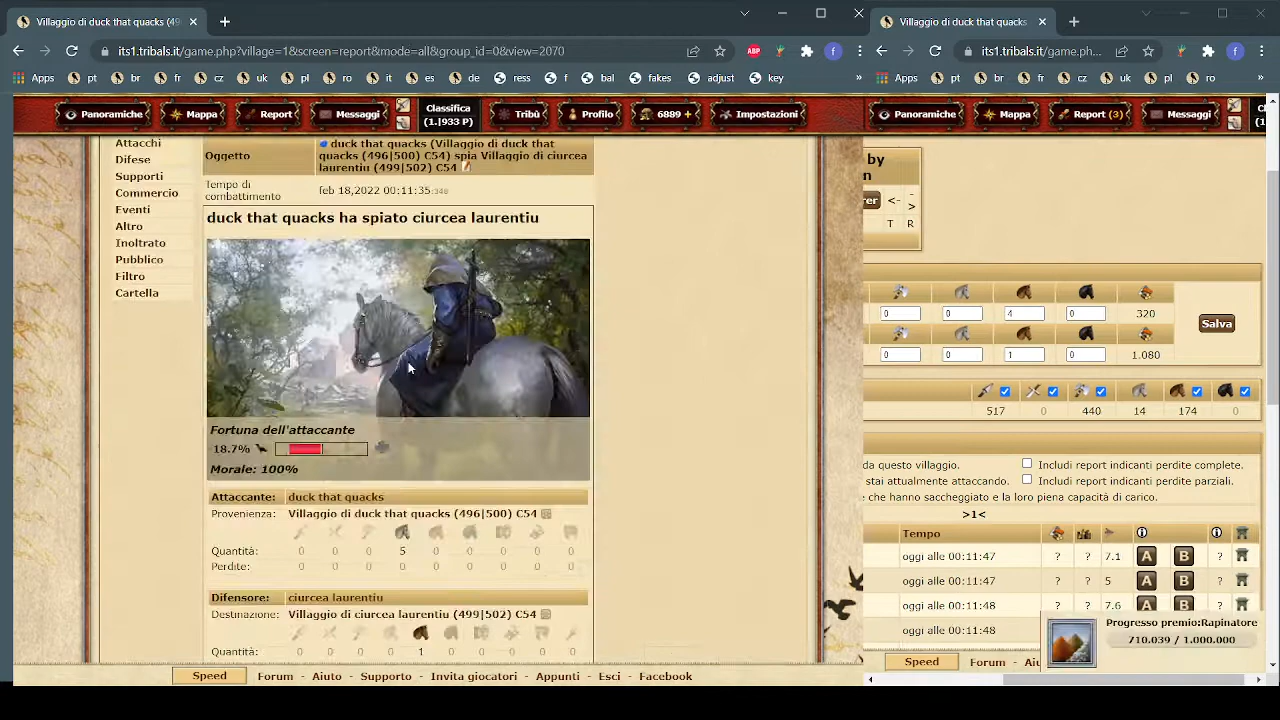 Villaggio di duck that quacks (49
its1.tribals.it/game.php?village=1&screen=report&mode=all&group_id=0&view=2070
ABP
f
Apps pt br fr cz uk pl ro it es de ress f bal fakes adjust key »
Panoramiche Mappa Report Messaggi Classifica (1.|933 P) Tribù Profilo 6889 + Impostazioni
Attacchi
Difese
Supporti
Commercio
Eventi
Altro
Inoltrato
Pubblico
Filtro
Cartella
Oggetto
duck that quacks (Villaggio di duck that
quacks (496|500) C54) spia Villaggio di ciurcea
laurentiu (499|502) C54
Tempo di
combattimento
feb 18,2022 00:11:35:340
duck that quacks ha spiato ciurcea laurentiu
Fortuna dell'attaccante
18.7%
Morale: 100%
Attaccante: duck that quacks
Provenienza: Villaggio di duck that quacks (496|500) C54
Quantità: 0 0 0 5 0 0 0 0 0
Perdite: 0 0 0 0 0 0 0 0 0
Difensore: ciurcea laurentiu
Destinazione: Villaggio di ciurcea laurentiu (499|502) C54
Quantità: 0 0 0 0 1 0 0 0 0 0
Speed Forum - Aiuto - Supporto - Invita giocatori - Appunti - Esci - Facebook
Villaggio di duck that quacks
its1.tribals.it/game.ph...
f
Apps pt br fr cz uk pl ro »
Panoramiche Mappa Report (3) Messaggi
(1.
by
n
rer <- ->
T R
0 0 4 0 320
Salva
0 0 1 0 1.080
517 0 440 14 174 0
da questo villaggio. Includi report indicanti perdite complete.
stai attualmente attaccando. Includi report indicanti perdite parziali.
e che hanno saccheggiato e la loro piena capacità di carico.
>1<
Tempo
oggi alle 00:11:47 ? ? 7.1 A B ?
oggi alle 00:11:47 ? ? 5 A B ?
oggi alle 00:11:48 ? ? 7.6 A B ?
oggi alle 00:11:48
Progresso premio:Rapinatore
710.039 / 1.000.000
Speed Forum - Aiu